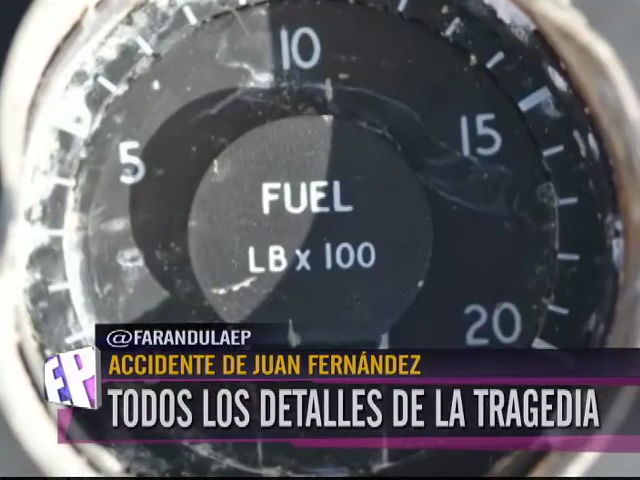 10
5
15
FUEL
LB x 100
20
@FARANDULAEP
EP
ACCIDENTE DE JUAN FERNÁNDEZ
TODOS LOS DETALLES DE LA TRAGEDIA